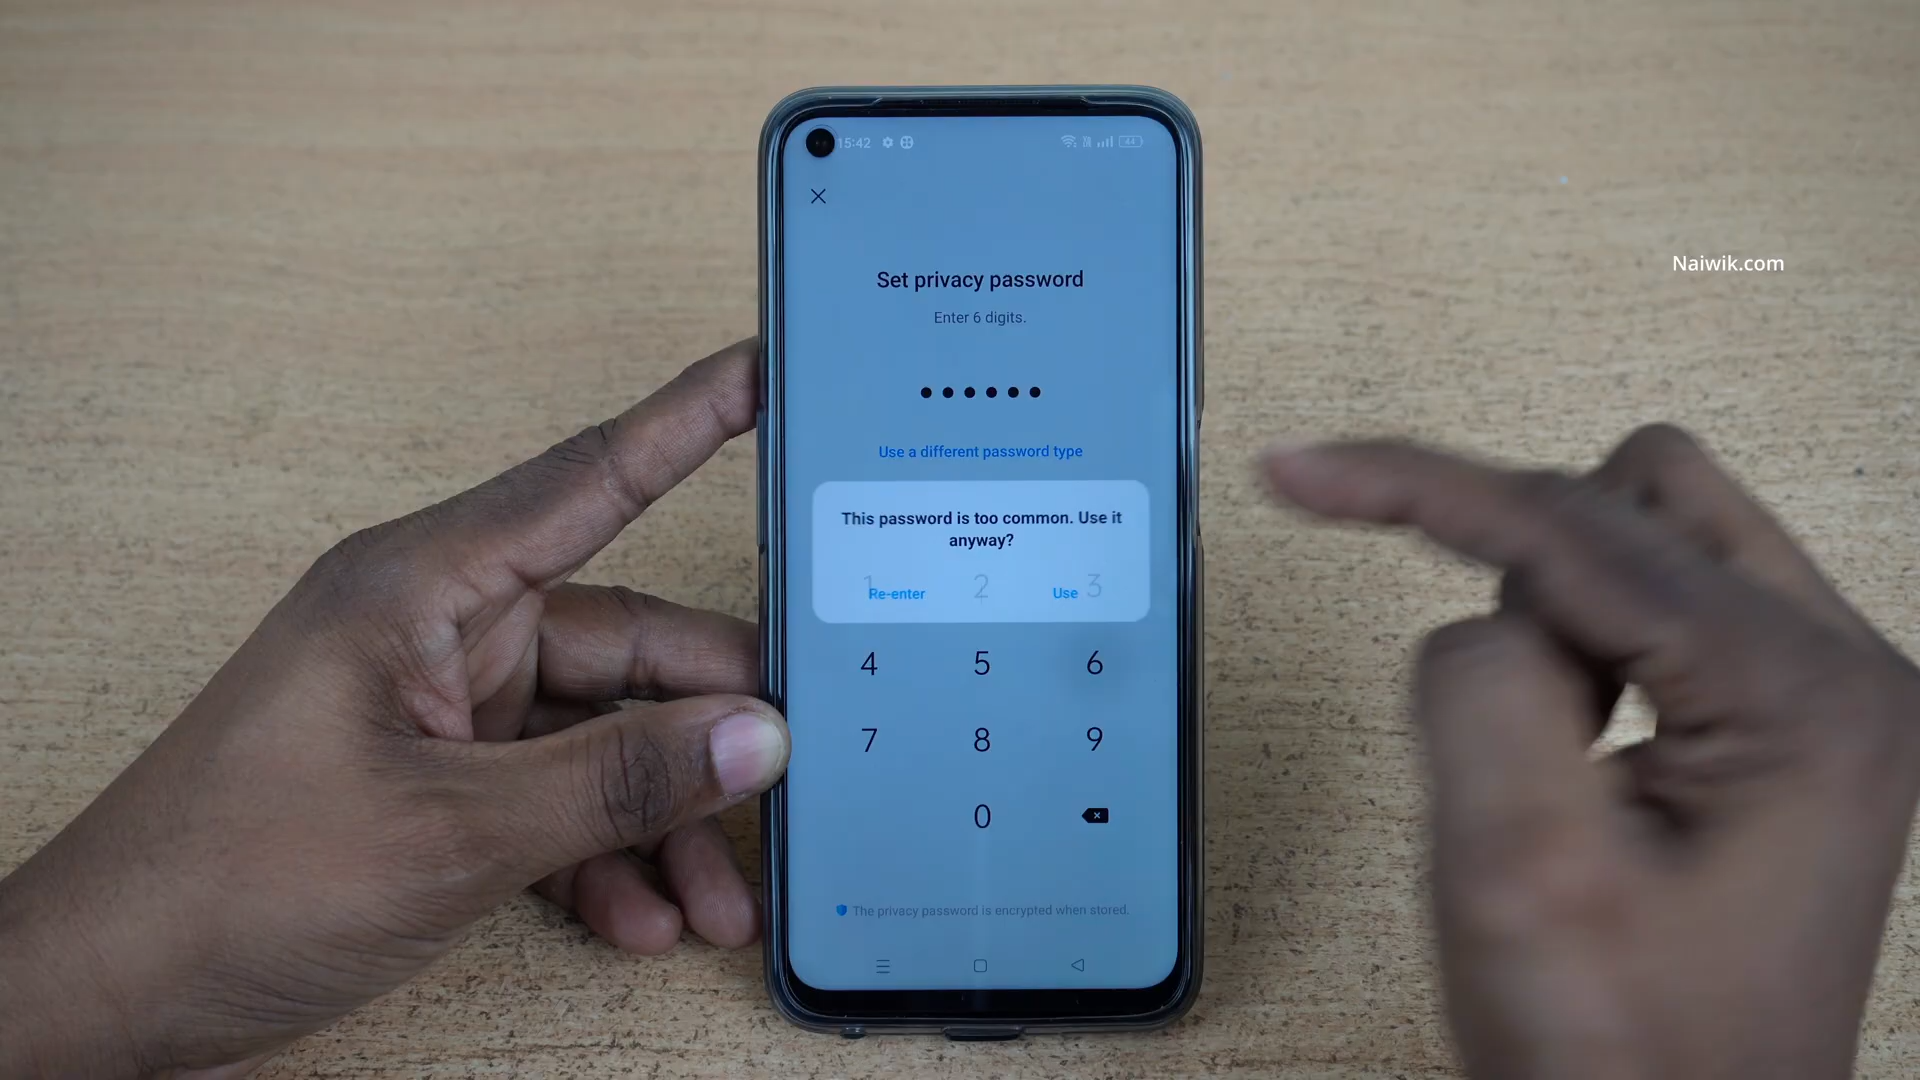 15:42
44
Naiwik.com
Set privacy password
Enter 6 digits.
Use a different password type
This password is too common. Use it
anyway?
Re-enter Use
1 2 3
4 5 6
7 8 9
0
The privacy password is encrypted when stored.